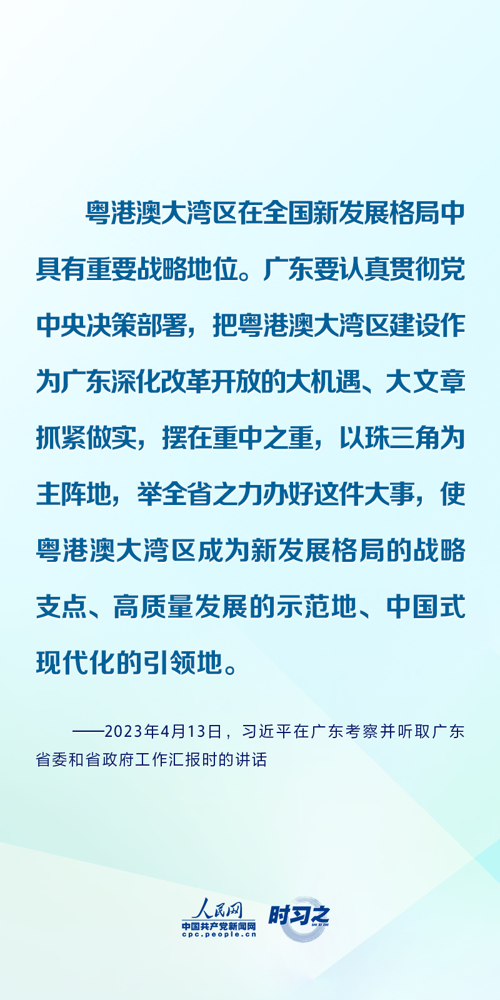 粤港澳大湾区在全国新发展格局中
具有重要战略地位。广东要认真贯彻党
中央决策部署，把粤港澳大湾区建设作
为广东深化改革开放的大机遇、大文章
抓紧做实，摆在重中之重，以珠三角为
主阵地，举全省之力办好这件大事，使
粤港澳大湾区成为新发展格局的战略
支点、高质量发展的示范地、中国式
现代化的引领地。
——2023年4月13日，习近平在广东考察并听取广东
省委和省政府工作汇报时的讲话
人民网
中国共产党新闻网
cpc.people.cn
时习之
SHI XI ZHI